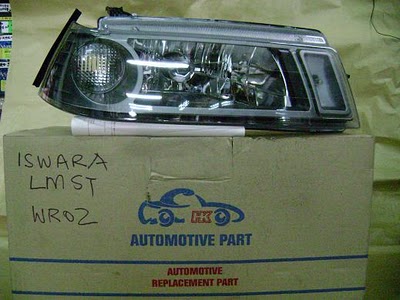 ISWARA
LMST
WR02
HK
AUTOMOTIVE PART
AUTOMOTIVE
REPLACEMENT PART